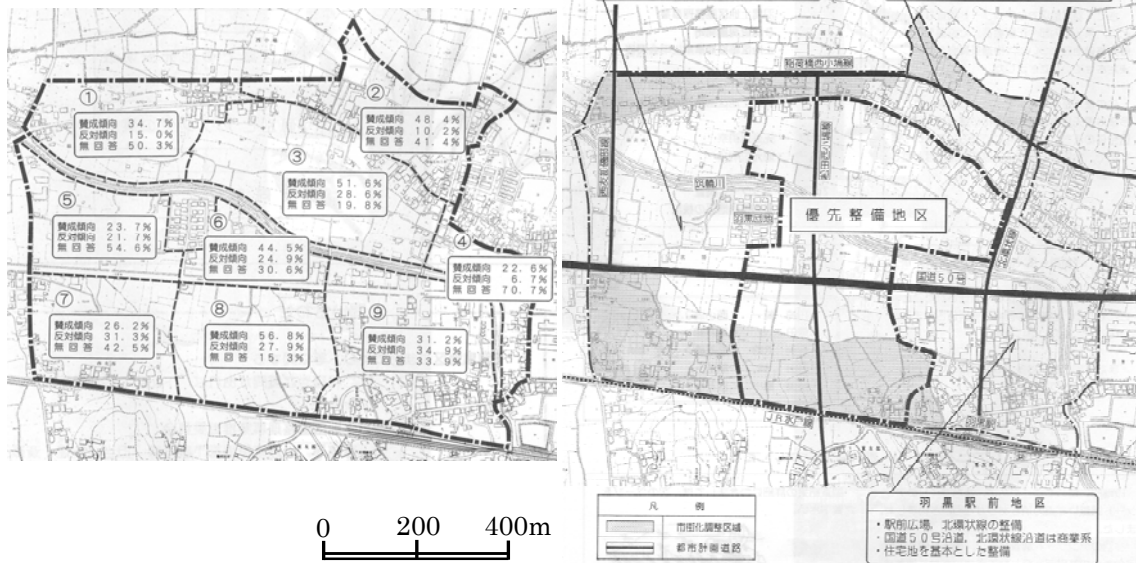 ①
賛成傾向 34.7%
反対傾向 15.0%
無回答 50.3%
②
賛成傾向 48.4%
反対傾向 10.2%
無回答 41.4%
③
賛成傾向 51.6%
反対傾向 28.6%
無回答 19.8%
④
賛成傾向 22.6%
反対傾向 6.7%
無回答 70.7%
⑤
賛成傾向 23.7%
反対傾向 21.7%
無回答 54.6%
⑥
賛成傾向 44.5%
反対傾向 24.9%
無回答 30.6%
⑦
賛成傾向 26.2%
反対傾向 31.3%
無回答 42.5%
⑧
賛成傾向 56.8%
反対傾向 27.9%
無回答 15.3%
⑨
賛成傾向 31.2%
反対傾向 34.9%
無回答 33.9%
0 200 400m
稲荷橋西小塙線
優先整備地区
北環状線
国道50号
JR水戸線
凡例
市街化調整区域
都市計画道路
羽黒駅前地区
・駅前広場、北環状線の整備
・国道50号沿道、北環状線沿道は商業系
・住宅地を基本とした整備